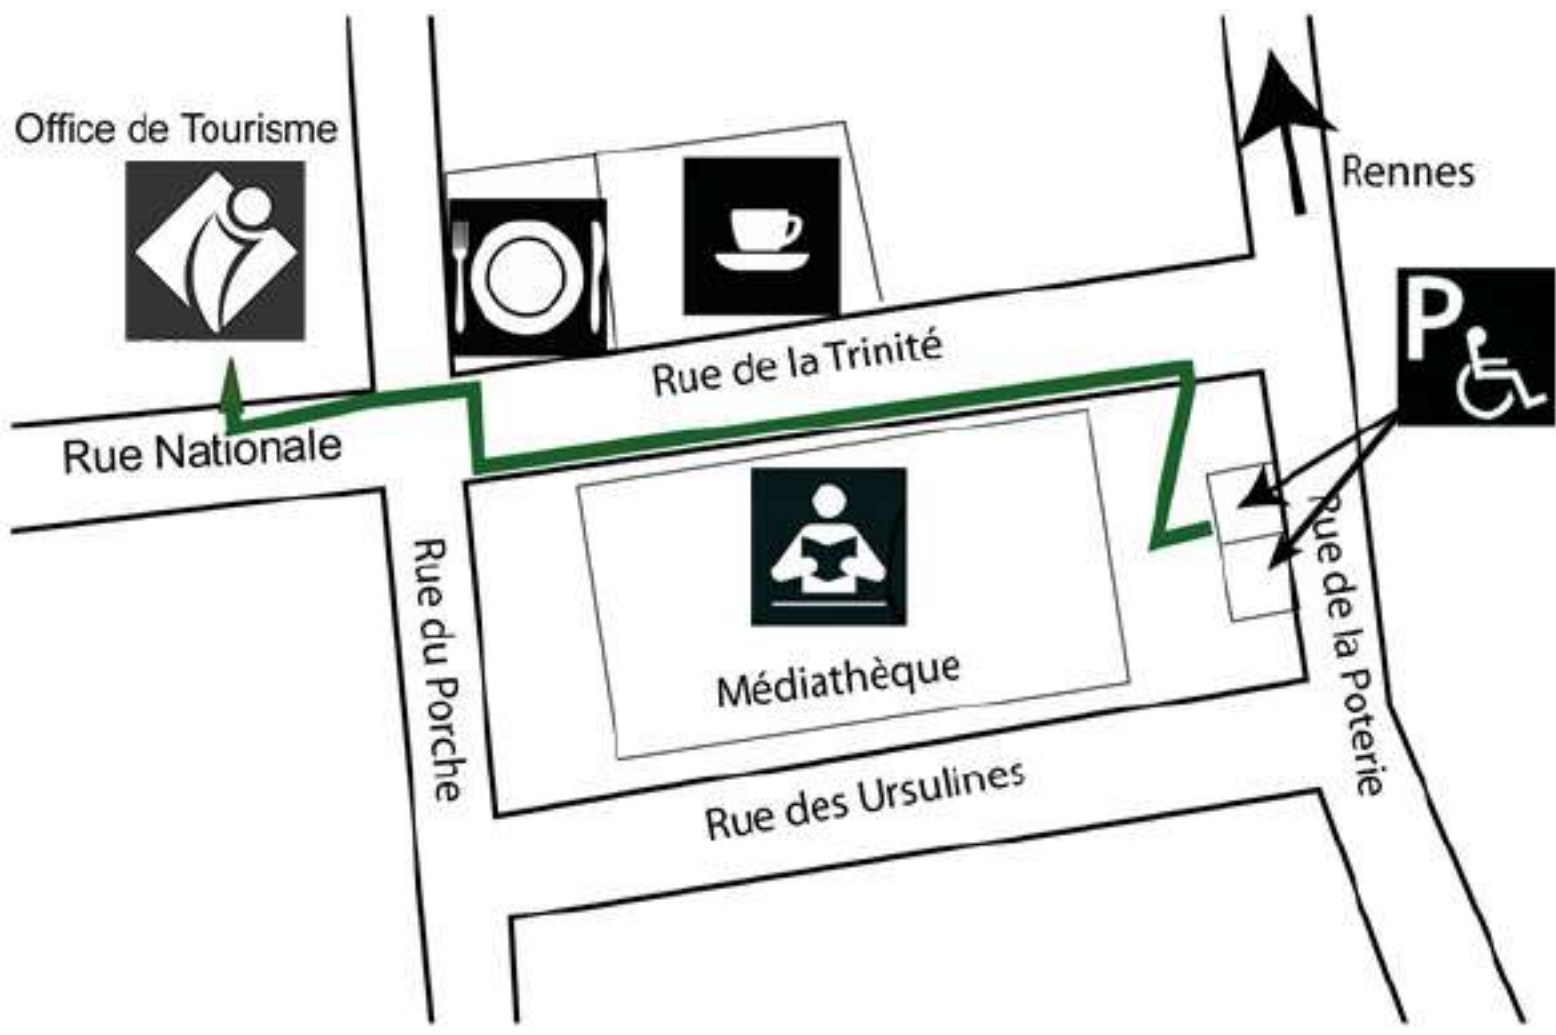 Office de Tourisme
Rennes
P
Rue de la Trinité
Rue Nationale
Rue du Porche
Rue de la Poterie
Médiathèque
Rue des Ursulines